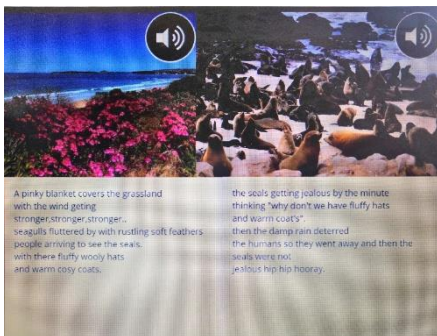 A pinky blanket covers the grassland
with the wind geting
stronger,stronger,stronger..
seagulls fluttered by with rustling soft feathers
people arriving to see the seals.
with there fluffy wooly hats
and warm cosy coats.
the seals getting jealous by the minute
thinking "why don't we have fluffy hats
and warm coat's".
then the damp rain deterred
the humans so they went away and then the
seals were not
jealous hip hip hooray.